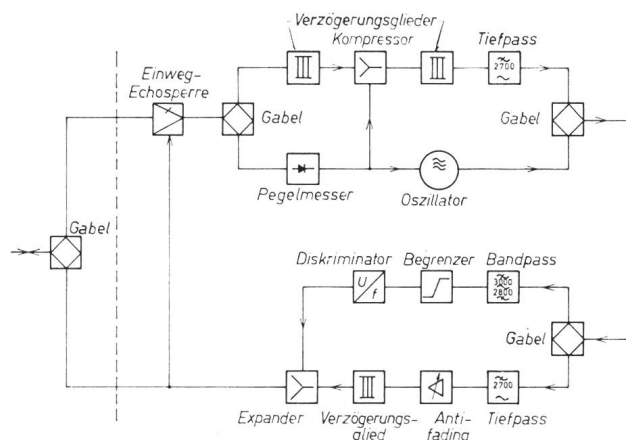 Verzögerungsglieder
Kompressor
Tiefpass
2700
Einweg-
Echosperre
Gabel
Gabel
Pegelmesser
Oszillator
Gabel
Diskriminator
Begrenzer
Bandpass
U/f
3000
2800
Gabel
2700
Expander
Verzögerungs-
glied
Anti-
fading
Tiefpass